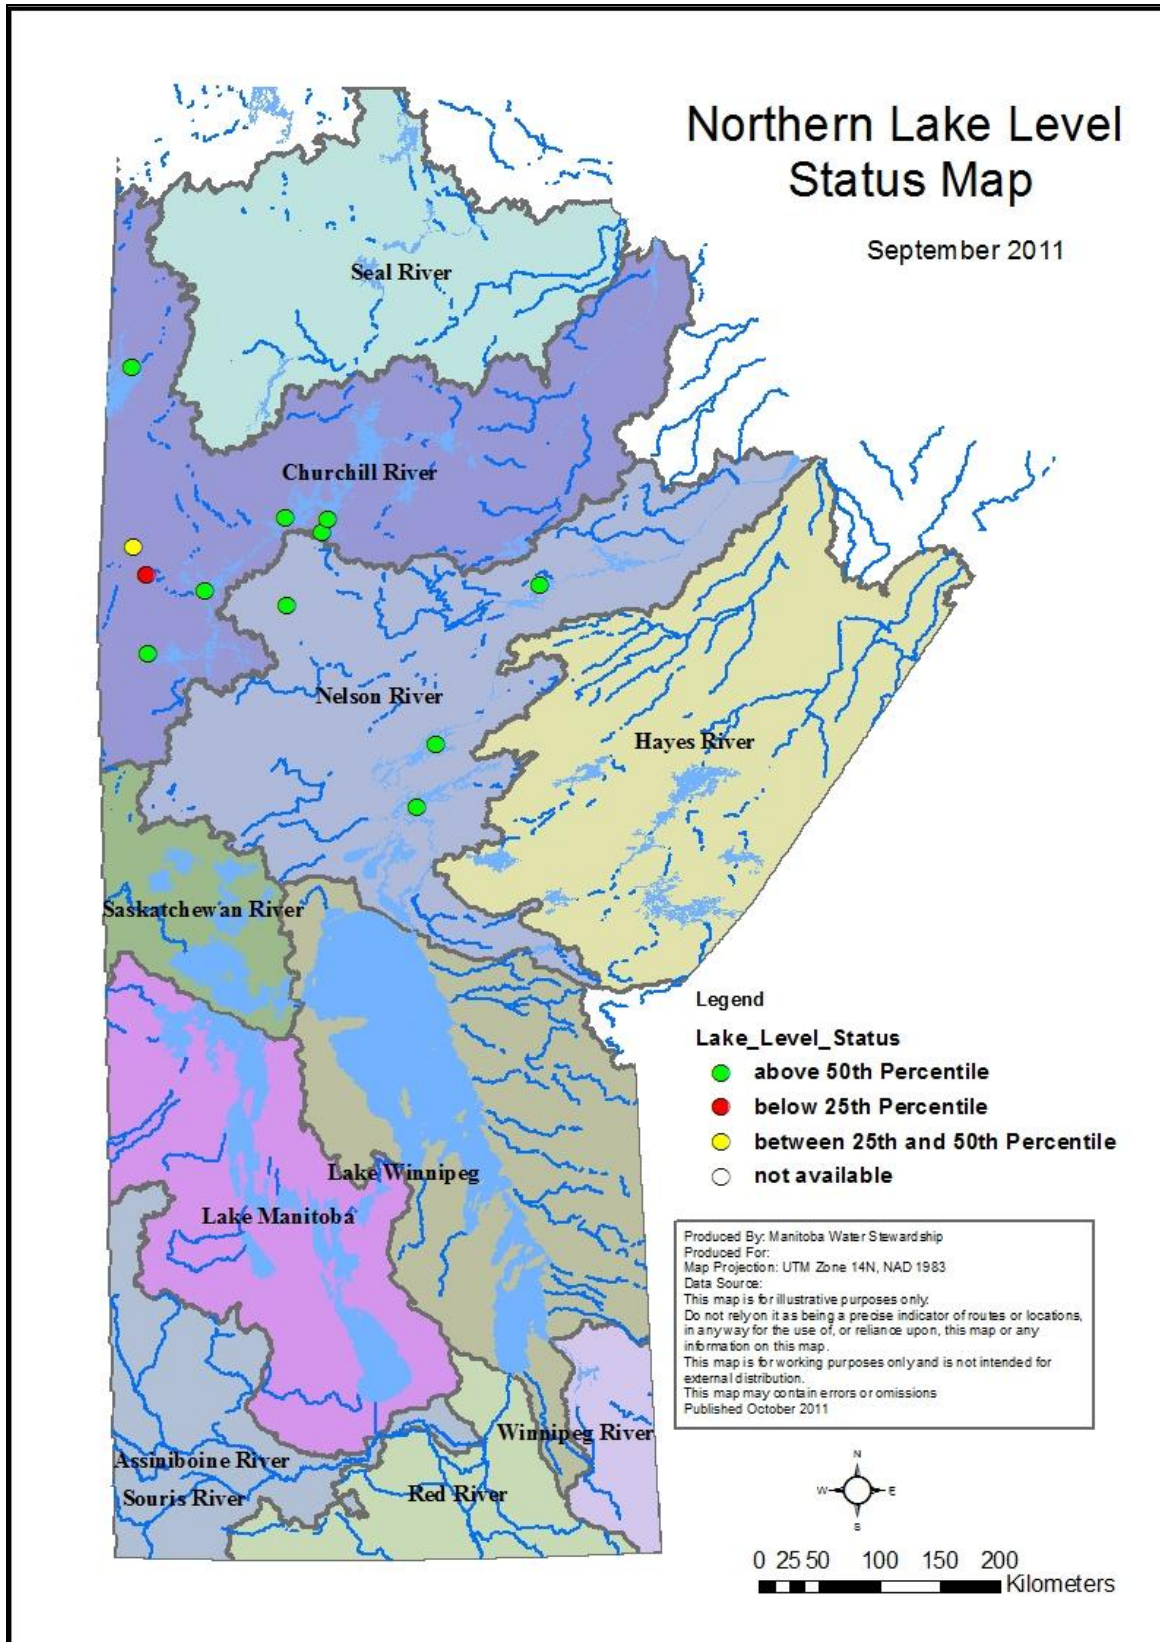 Northern Lake Level
Status Map
September 2011
Seal River
Churchill River
Nelson River
Hayes River
Saskatchewan River
Lake Winnipeg
Lake Manitoba
Winnipeg River
Assiniboine River
Souris River
Red River
Legend
Lake_Level_Status
above 50th Percentile
below 25th Percentile
between 25th and 50th Percentile
not available
Produced By: Manitoba Water Stewardship
Produced For:
Map Projection: UTM Zone 14N, NAD 1983
Data Source:
This map is for illustrative purposes only.
Do not rely on it as being a precise indicator of routes or locations,
in anyway for the use of, or reliance upon, this map or any
information on this map.
This map is for working purposes only and is not intended for
external distribution.
This map may contain errors or omissions
Published October 2011
N
W E
S
0 25 50 100 150 200
Kilometers